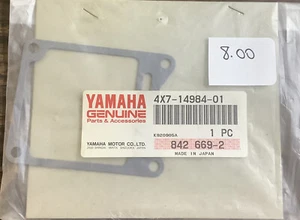 8.00
YAMAHA
GENUINE
Parts & Accessories
4X7-14984-01
1 PC
YAMAHA MOTOR CO.,LTD.
842 669-2
MADE IN JAPAN